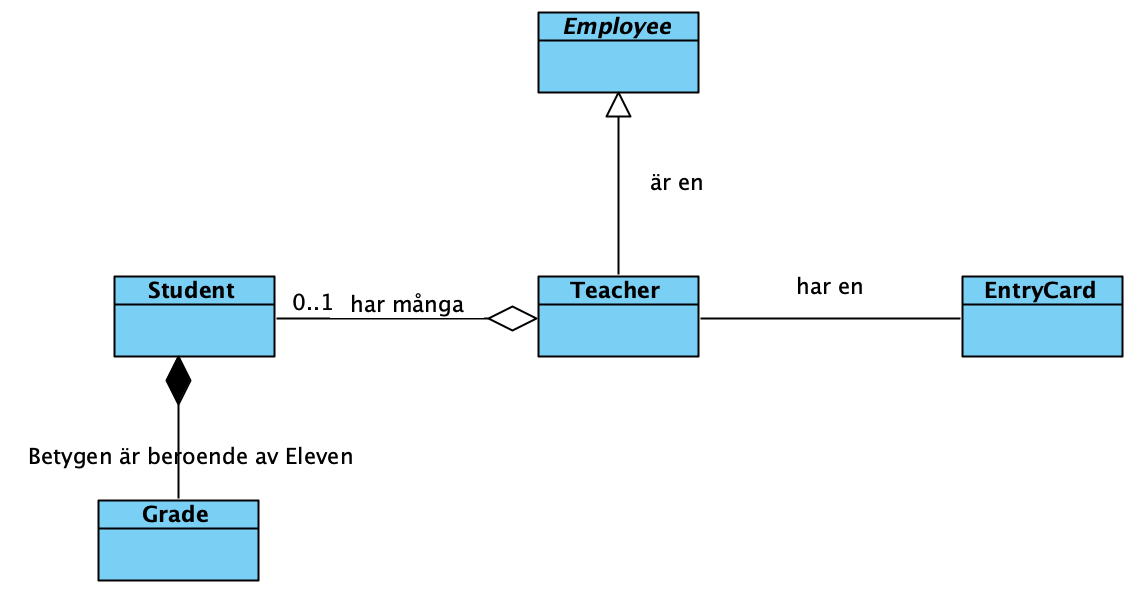 Employee
är en
Student
0..1
har många
Teacher
har en
EntryCard
Betygen är beroende av Eleven
Grade